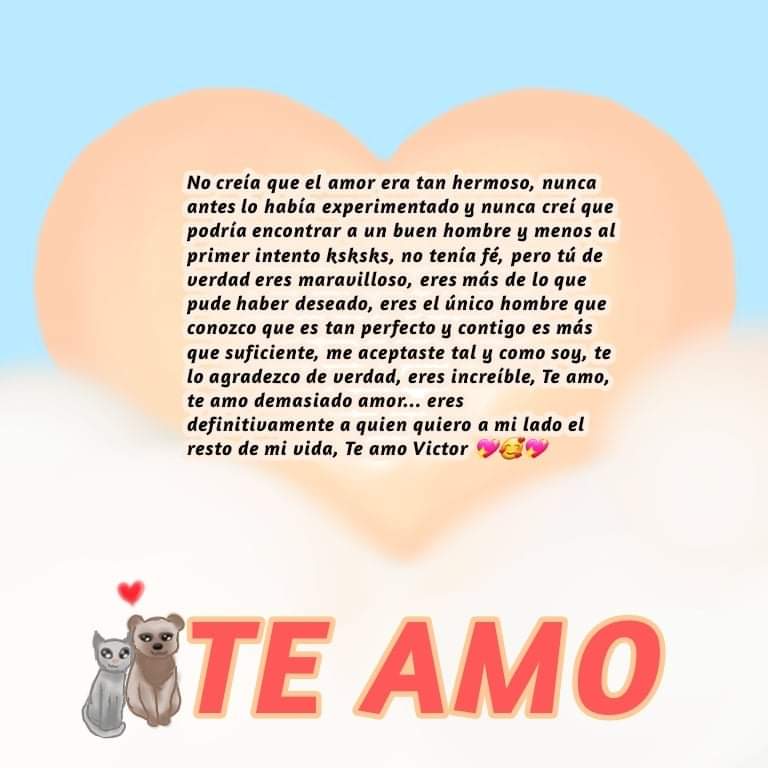 No creía que el amor era tan hermoso, nunca
antes lo había experimentado y nunca creí que
podría encontrar a un buen hombre y menos al
primer intento ksksks, no tenía fé, pero tú de
verdad eres maravilloso, eres más de lo que
pude haber deseado, eres el único hombre que
conozco que es tan perfecto y contigo es más
que suficiente, me aceptaste tal y como soy, te
lo agradezco de verdad, eres increíble, Te amo,
te amo demasiado amor... eres
definitivamente a quien quiero a mi lado el
resto de mi vida, Te amo Victor 💖🥰💖
TE AMO